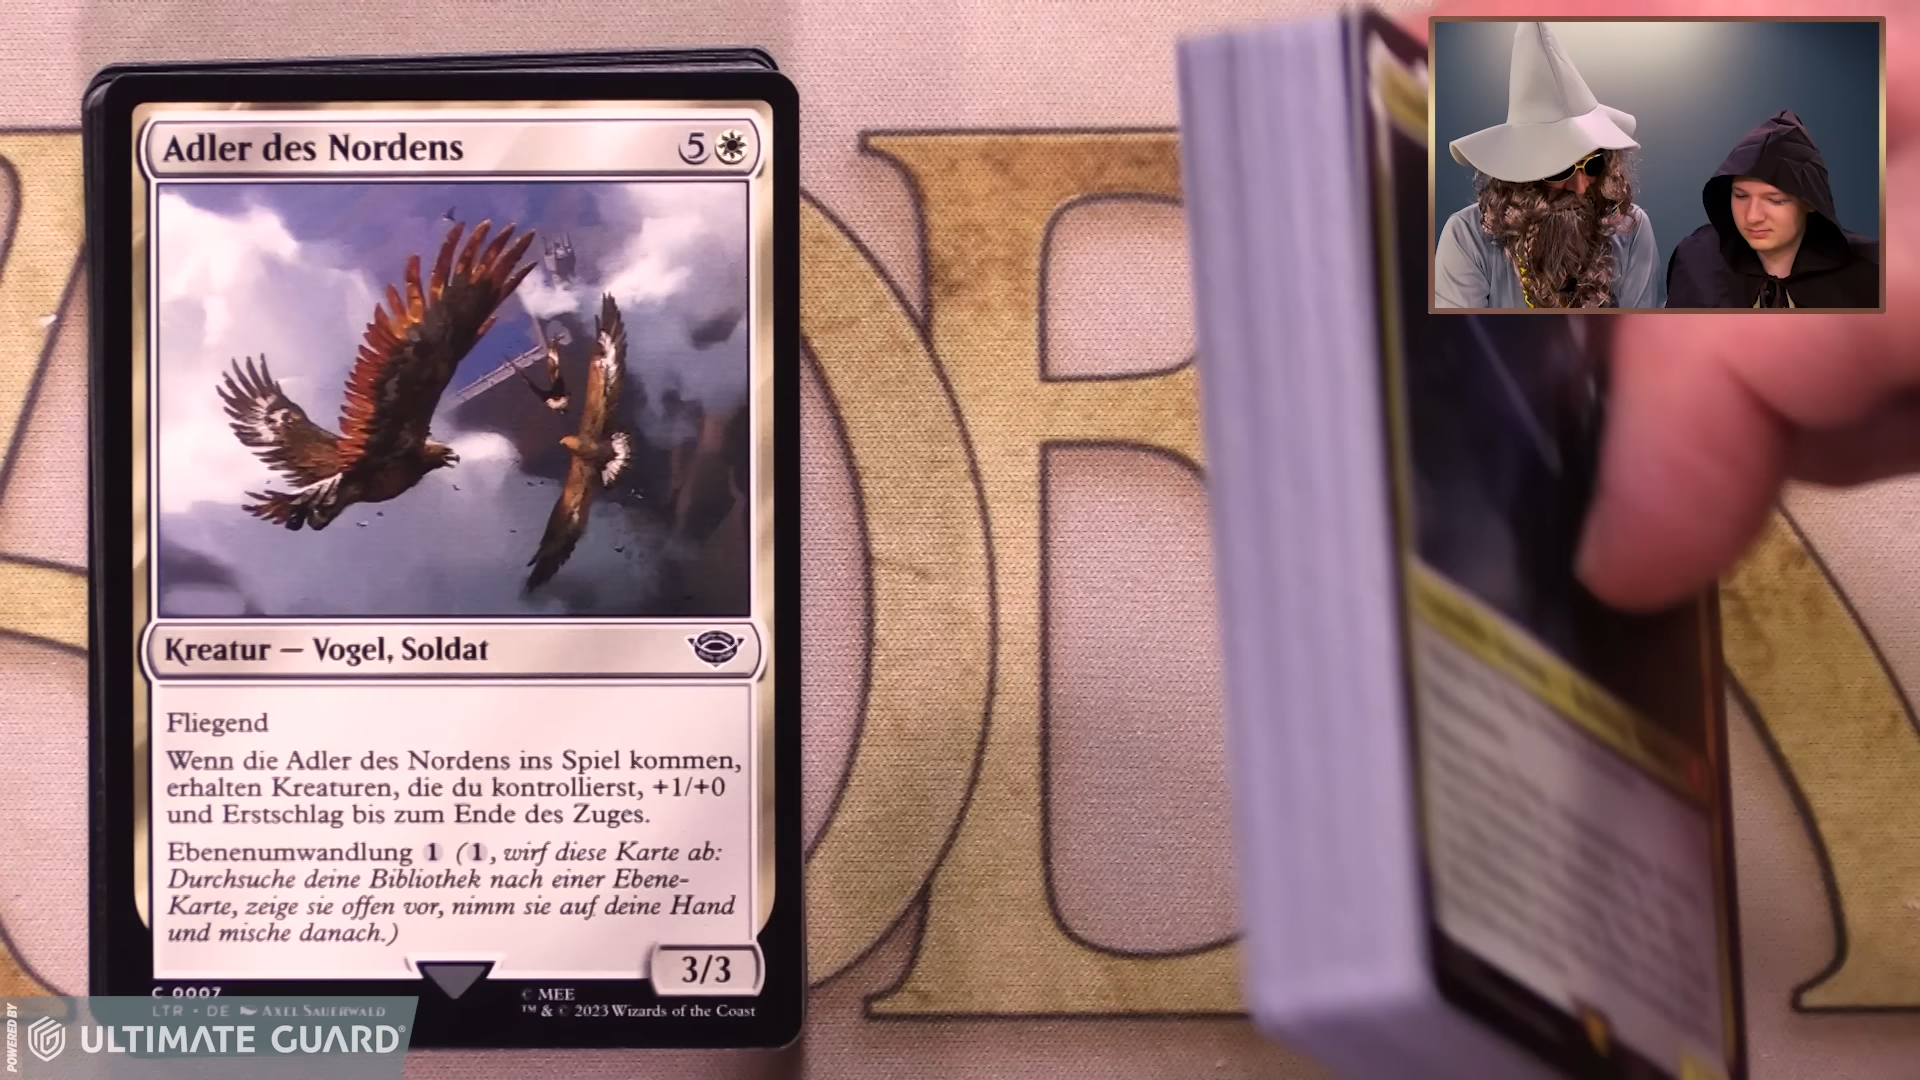 Adler des Nordens 5
Kreatur — Vogel, Soldat
Fliegend
Wenn die Adler des Nordens ins Spiel kommen,
erhalten Kreaturen, die du kontrollierst, +1/+0
und Erstschlag bis zum Ende des Zuges.
Ebenenumwandlung 1 (1, wirf diese Karte ab:
Durchsuche deine Bibliothek nach einer Ebene-
Karte, zeige sie offen vor, nimm sie auf deine Hand
und mische danach.)
3/3
C 0007
LTR • DE AXEL SAUERWALD
© MEE
™ & © 2023 Wizards of the Coast
POWERED BY
ULTIMATE GUARD